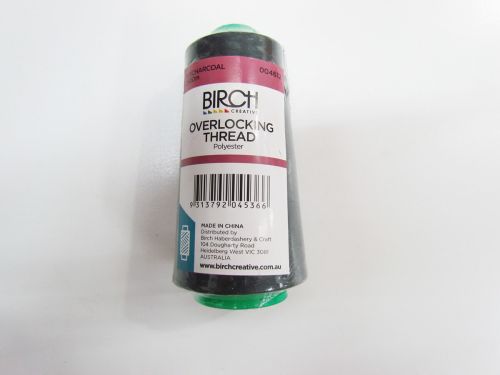 CHARCOAL
BIRCH
CREATIVE
OVERLOCKING
THREAD
Polyester
9 313792 045366
MADE IN CHINA
Distributed by
Birch Haberdashery & Craft
104 Dougharty Road
Heidelberg West VIC 3081
AUSTRALIA
www.birchcreative.com.au